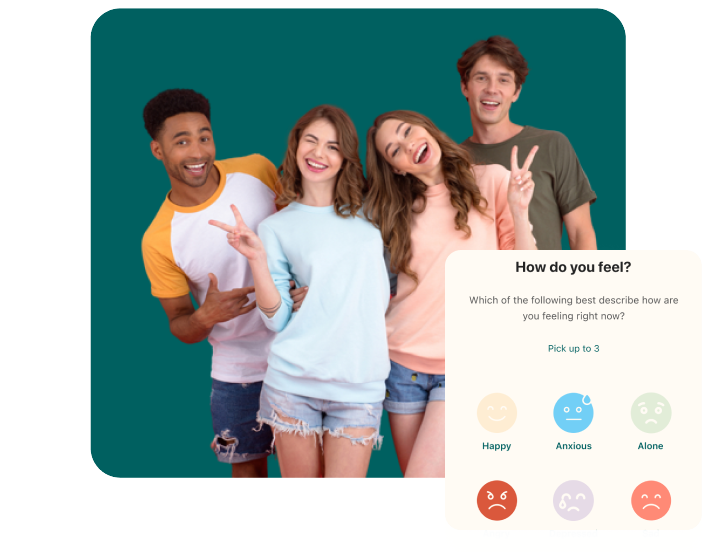 How do you feel?
Which of the following best describe how are
you feeling right now?
Pick up to 3
Happy
Anxious
Alone